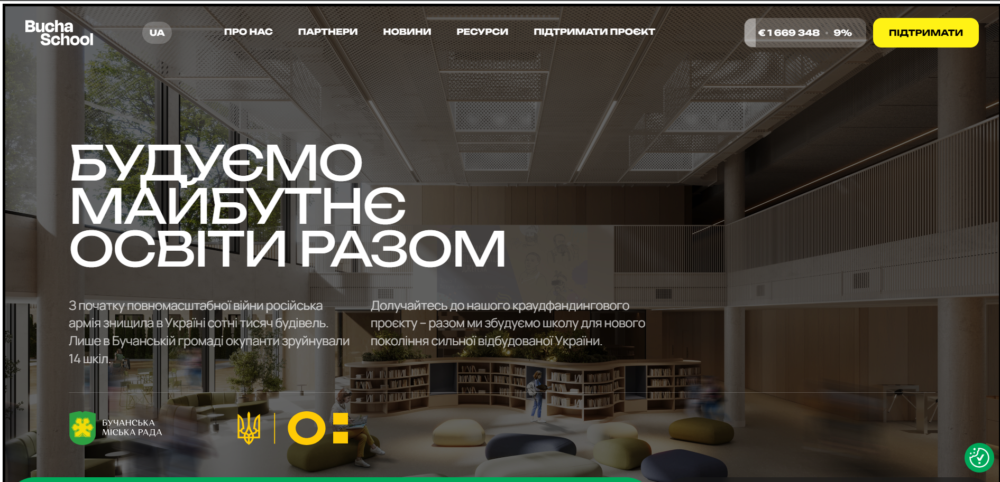 Bucha
School
UA
ПРО НАС
ПАРТНЕРИ
НОВИНИ
РЕСУРСИ
ПІДТРИМАТИ ПРОЄКТ
€ 1 669 348 • 9%
ПІДТРИМАТИ
БУДУЄМО
МАЙБУТНЄ
ОСВІТИ РАЗОМ
З початку повномасштабної війни російська
армія знищила в Україні сотні тисяч будівель.
Лише в Бучанській громаді окупанти зруйнували
14 шкіл.
Долучайтесь до нашого краудфандингового
проєкту – разом ми збудуємо школу для нового
покоління сильної відбудованої України.
БУЧАНСЬКА
МІСЬКА РАДА